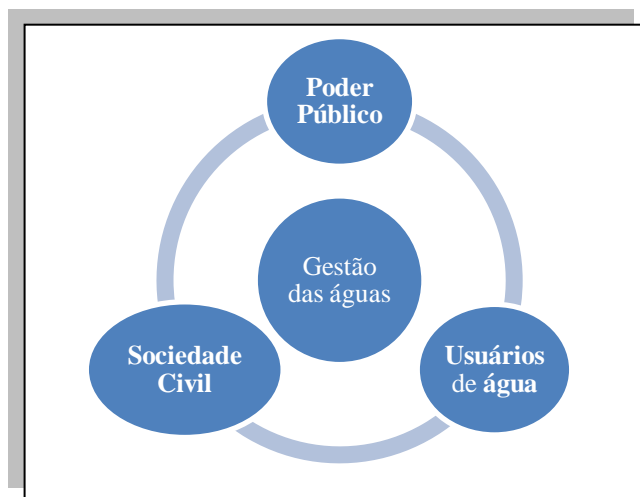 Poder
Público
Gestão
das águas
Sociedade
Civil
Usuários
de água